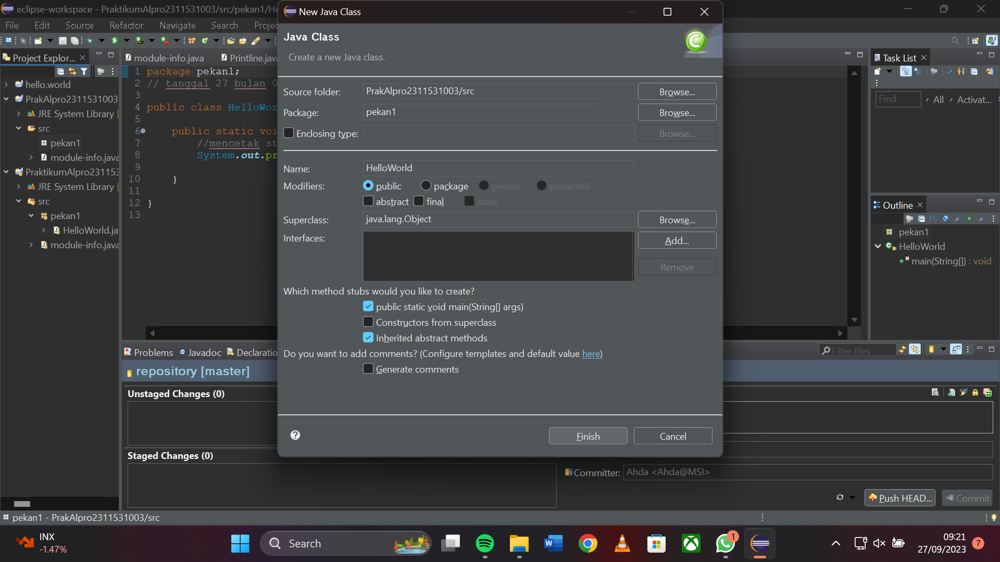 eclipse-workspace - PraktikumAlpro2311531003/src/pekan1/He
New Java Class
File Edit Source Refactor Navigate Search Projec
Java Class
Create a new Java class.
Project Explor...
module-info.java
Printline.java
Task List
1 package pekan1;
2 // tanggal 27 bulan 0
3
4 public class HelloWor
5
6 public static voi
7 //mencetak st
8 System.out.pr
9
10 }
11
12 }
13
hello.world
PrakAlpro2311531003
JRE System Library [
src
pekan1
module-info.java
PraktikumAlpro231153
JRE System Library [
src
pekan1
HelloWorld.ja
module-info.java
Source folder: PrakAlpro2311531003/src Browse...
Package: pekan1 Browse...
Enclosing type: Browse...
Name: HelloWorld
Modifiers: public package private protected
abstract final static
Superclass: java.lang.Object Browse...
Interfaces: Add...
Remove
Which method stubs would you like to create?
public static void main(String[] args)
Constructors from superclass
Inherited abstract methods
Do you want to add comments? (Configure templates and default value here)
Generate comments
Finish Cancel
Find All Activat...
Outline
pekan1
HelloWorld
main(String[]) : void
Problems Javadoc Declaratio
Filter files
repository [master]
Unstaged Changes (0)
Staged Changes (0)
Committer: Ahda <Ahda@MSI>
Push HEAD... Commit
pekan1 - PrakAlpro2311531003/src
INX
-1.47%
Search
1
09:21
27/09/2023
7